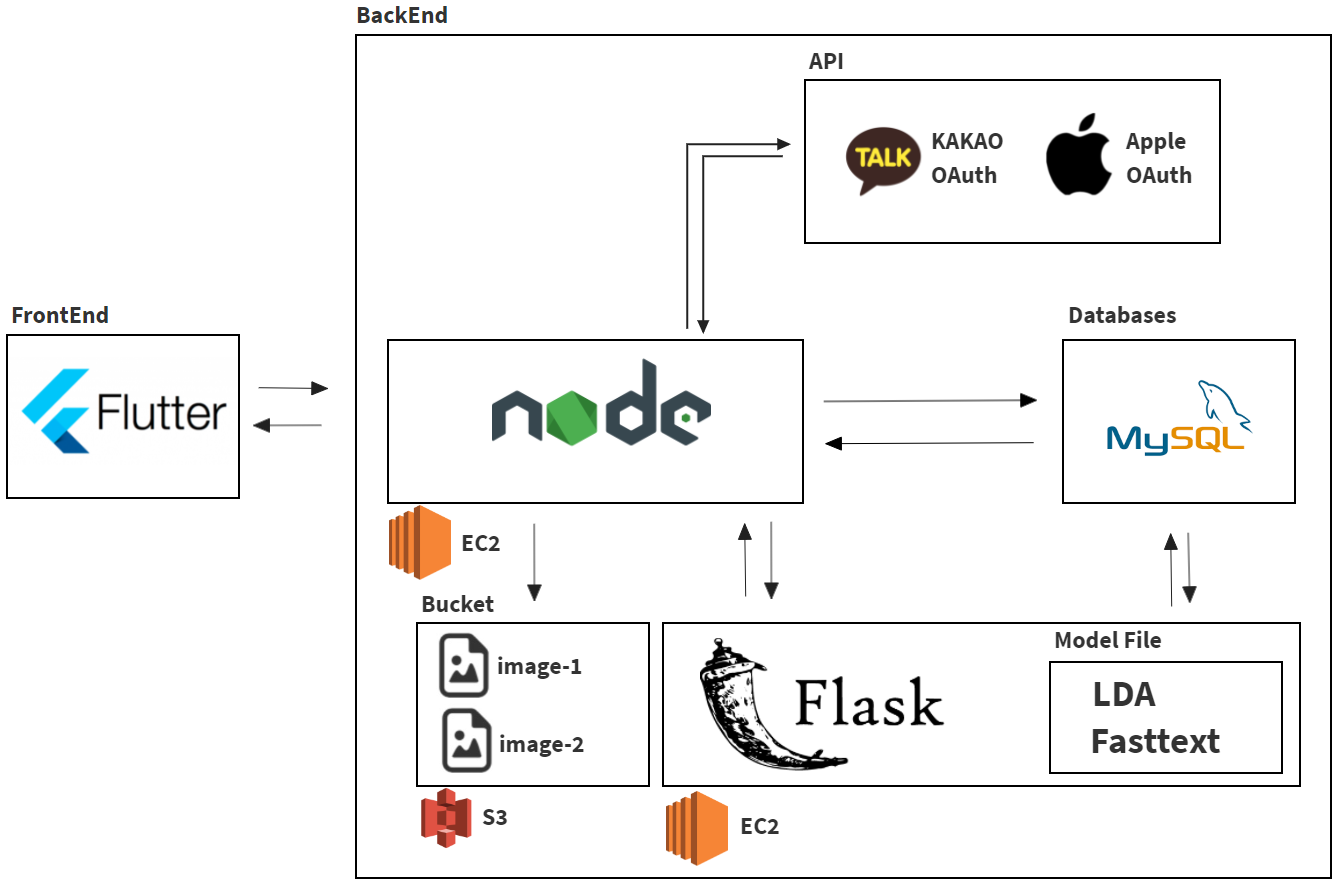 BackEnd
API
TALK
KAKAO
OAuth
Apple
OAuth
FrontEnd
Flutter
node
Databases
MySQL
EC2
Bucket
image-1
image-2
S3
Flask
Model File
LDA
Fasttext
EC2